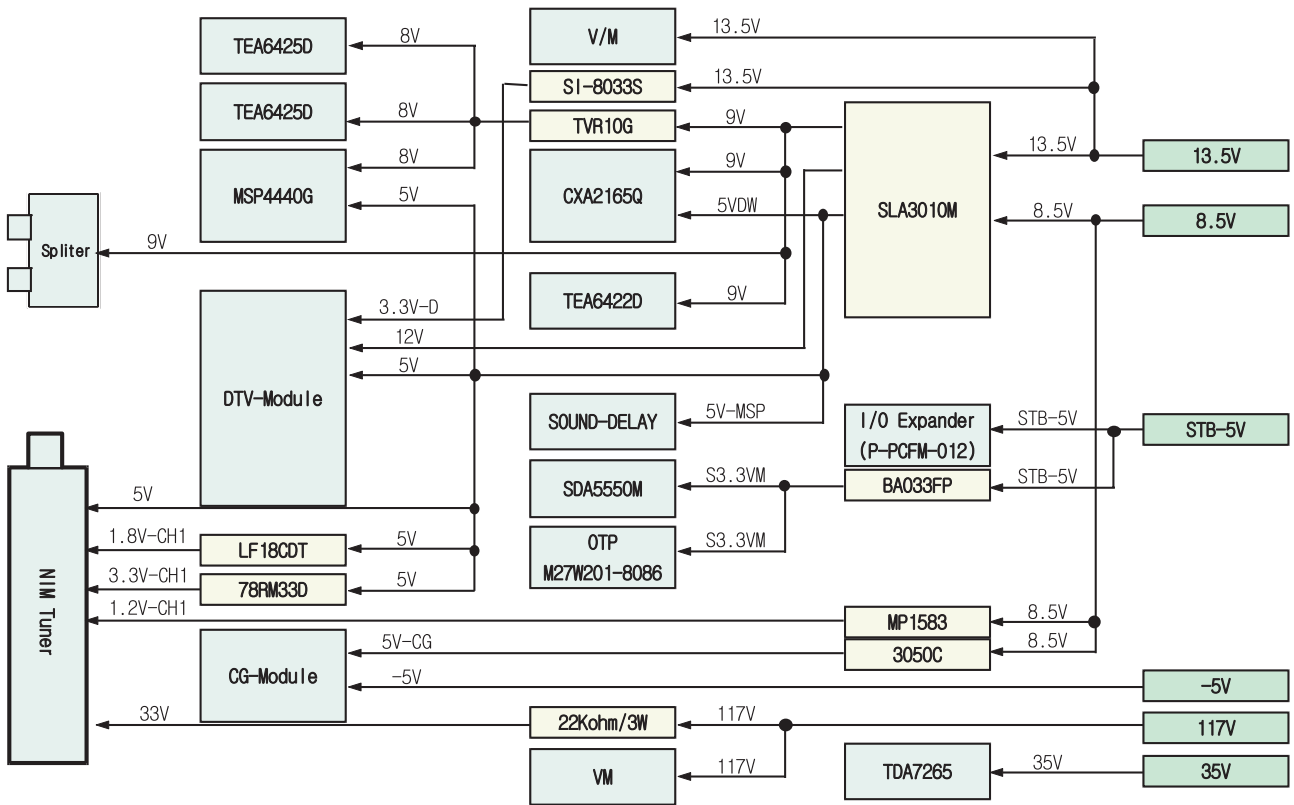 TEA6425D
8V
V/M
13.5V
SI-8033S
13.5V
TEA6425D
8V
TVR10G
9V
MSP4440G
8V
5V
CXA2165Q
9V
5VDW
SLA3010M
13.5V
13.5V
8.5V
8.5V
Spliter
9V
TEA6422D
9V
DTV-Module
3.3V-D
12V
5V
SOUND-DELAY
5V-MSP
I/O Expander
(P-PCFM-012)
STB-5V
STB-5V
SDA5550M
S3.3VM
BA033FP
STB-5V
OTP
M27W201-8086
S3.3VM
NIM Tuner
5V
1.8V-CH1
LF18CDT
5V
3.3V-CH1
78RM33D
5V
1.2V-CH1
MP1583
8.5V
CG-Module
5V-CG
3050C
8.5V
-5V
-5V
33V
22Kohm/3W
117V
117V
VM
117V
TDA7265
35V
35V